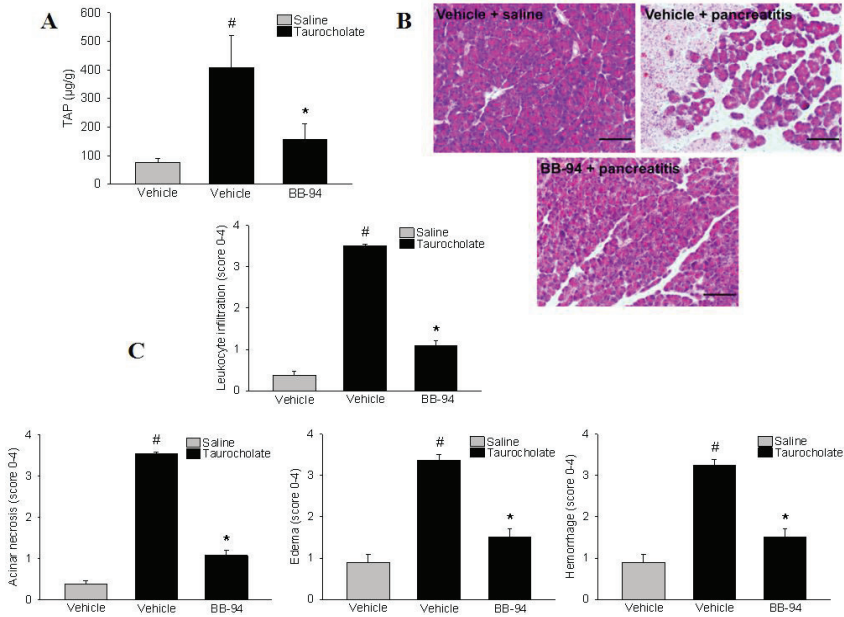 A
Saline
Taurocholate
TAP (µg/g)
600
500
400
300
200
100
0
#
*
Vehicle
Vehicle
BB-94
B
Vehicle + saline
Vehicle + pancreatitis
BB-94 + pancreatitis
C
Saline
Taurocholate
Leukocyte infiltration (score 0-4)
4
3
2
1
0
#
*
Vehicle
Vehicle
BB-94
Saline
Taurocholate
Acinar necrosis (score 0-4)
4
3
2
1
0
#
*
Vehicle
Vehicle
BB-94
Saline
Taurocholate
Edema (score 0-4)
4
3
2
1
0
#
*
Vehicle
Vehicle
BB-94
Saline
Taurocholate
Hemorrhage (score 0-4)
4
3
2
1
0
#
*
Vehicle
Vehicle
BB-94